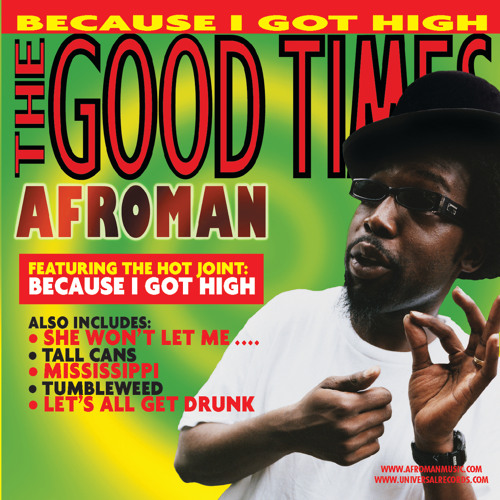 BECAUSE I GOT HIGH
THE GOOD TIMES
AFROMAN
FEATURING THE HOT JOINT:
BECAUSE I GOT HIGH
ALSO INCLUDES:
• SHE WON'T LET ME ....
• TALL CANS
• MISSISSIPPI
• TUMBLEWEED
• LET'S ALL GET DRUNK
WWW.AFROMANMUSIC.COM
WWW.UNIVERSALRECORDS.COM